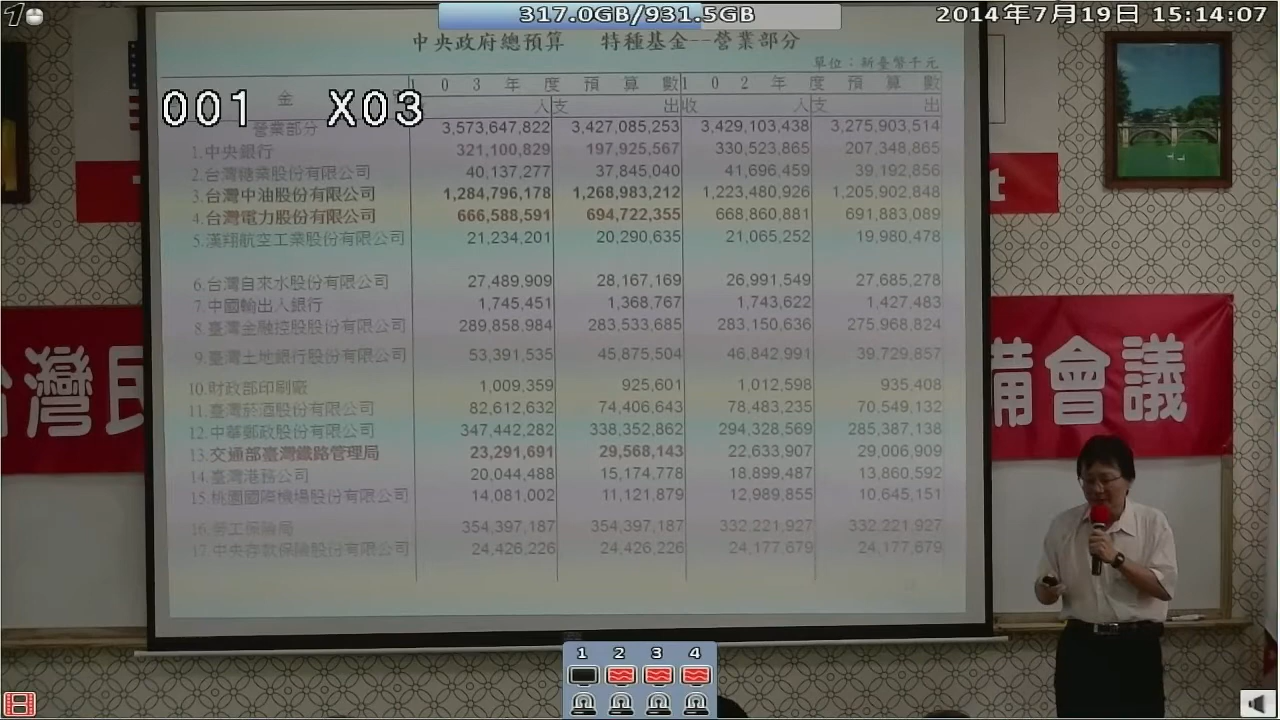 1
317.0GB/931.5GB
2014年7月19日 15:14:07
中央政府總預算 特種基金--營業部分
單位：新臺幣千元
103年度預算數 102年度預算數
001 X03
金 人 支 出 收 人 支 出
營業部分 3,573,647,822 3,427,085,253 3,429,103,438 3,275,903,514
1.中央銀行 321,100,829 197,925,567 330,523,865 207,348,865
2.台灣糖業股份有限公司 40,137,277 37,845,040 41,696,459 39,192,856
3.台灣中油股份有限公司 1,284,796,178 1,268,983,212 1,223,480,926 1,205,902,848
4.台灣電力股份有限公司 666,588,591 694,722,355 668,860,881 691,883,089
5.漢翔航空工業股份有限公司 21,234,201 20,290,635 21,065,252 19,980,478
6.台灣自來水股份有限公司 27,489,909 28,167,169 26,991,549 27,685,278
7.中國輸出入銀行 1,745,451 1,368,767 1,743,622 1,427,483
8.臺灣金融控股股份有限公司 289,858,984 283,533,685 283,150,636 275,968,824
9.臺灣土地銀行股份有限公司 53,391,535 45,875,504 46,842,991 39,729,857
10.財政部印刷廠 1,009,359 925,601 1,012,598 935,408
11.臺灣菸酒股份有限公司 82,612,632 74,406,643 78,483,235 70,549,132
12.中華郵政股份有限公司 347,442,282 338,352,862 294,328,569 285,387,138
13.交通部臺灣鐵路管理局 23,291,691 29,568,143 22,633,907 29,006,909
14.臺灣港務公司 20,044,488 15,174,778 18,899,487 13,860,592
15.桃園國際機場股份有限公司 14,081,002 11,121,879 12,989,855 10,645,151
16.勞工保險局 354,397,187 354,397,187 332,221,927 332,221,927
17.中央存款保險股份有限公司 24,426,226 24,426,226 24,177,679 24,177,679
t
台灣民
備會議
1 2 3 4